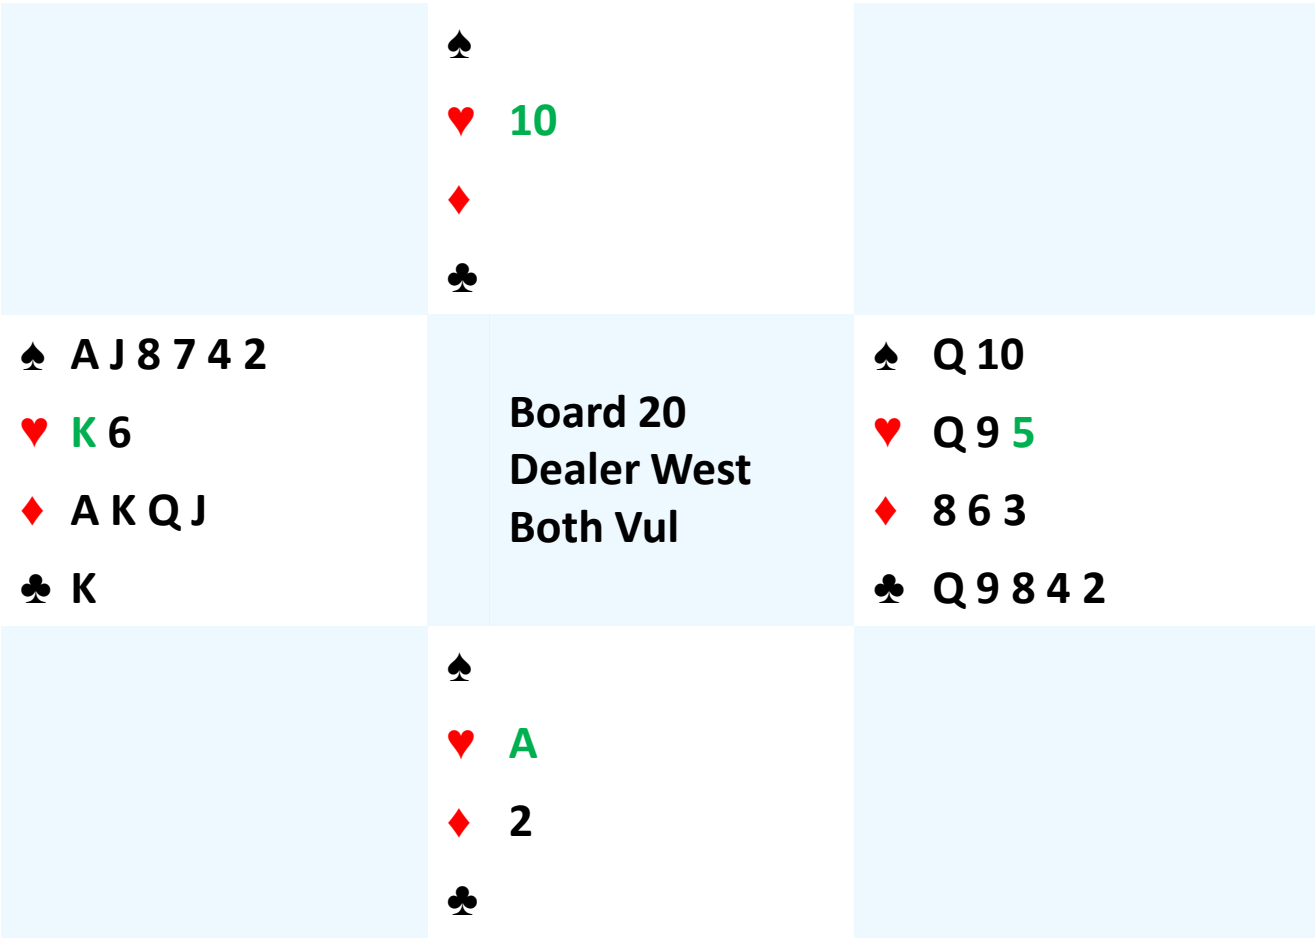 ♠
♥ 10
♦
♣
♠ A J 8 7 4 2
♥ K 6
♦ A K Q J
♣ K
Board 20
Dealer West
Both Vul
♠ Q 10
♥ Q 9 5
♦ 8 6 3
♣ Q 9 8 4 2
♠
♥ A
♦ 2
♣